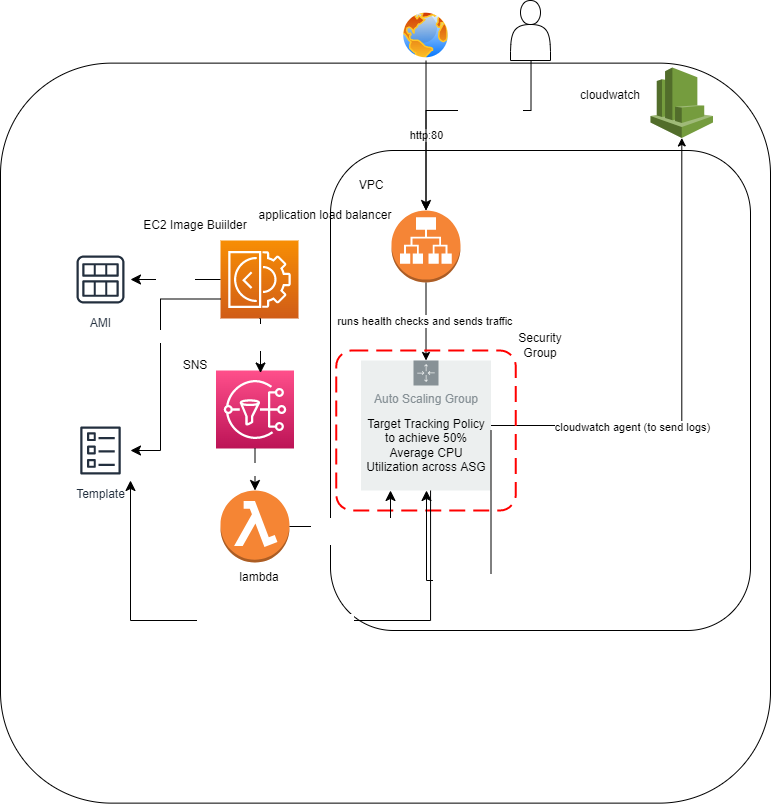 cloudwatch
http:80
VPC
application load balancer
EC2 Image Buiilder
AMI
runs health checks and sends traffic
Security
Group
SNS
Auto Scaling Group
Target Tracking Policy
to achieve 50%
Average CPU
Utilization across ASG
cloudwatch agent (to send logs)
Template
lambda